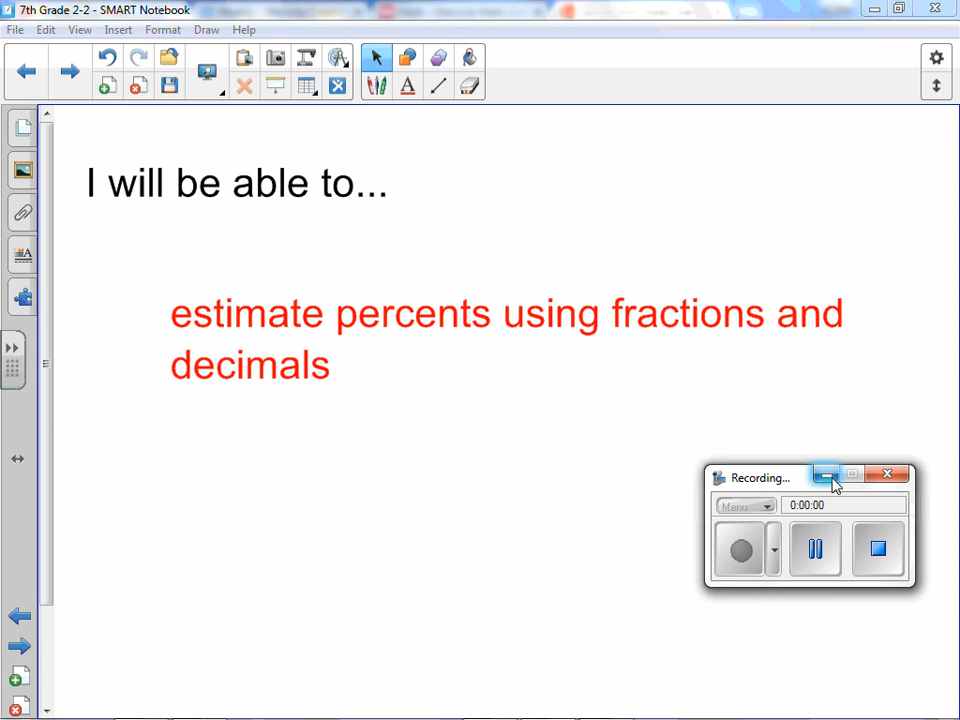 7th Grade 2-2 - SMART Notebook
File Edit View Insert Format Draw Help
I will be able to...
estimate percents using fractions and
decimals
Recording...
Menu 0:00:00